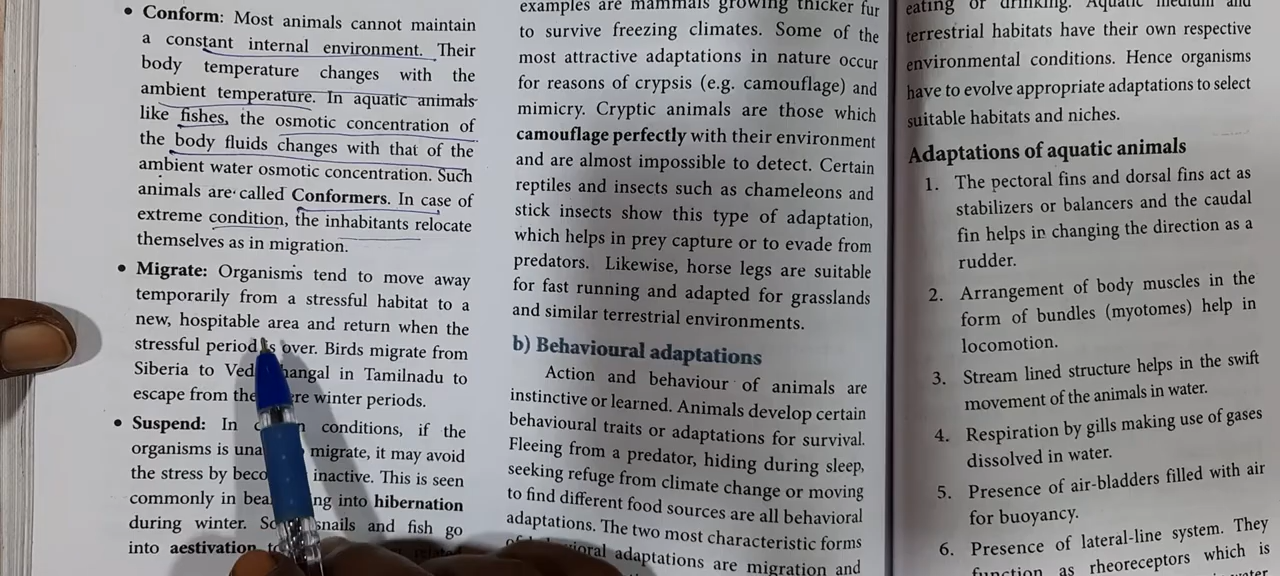 • Conform: Most animals cannot maintain
a constant internal environment. Their
body temperature changes with the
ambient temperature. In aquatic animals
like fishes, the osmotic concentration of
the body fluids changes with that of the
ambient water osmotic concentration. Such
animals are called Conformers. In case of
extreme condition, the inhabitants relocate
themselves as in migration.
• Migrate: Organisms tend to move away
temporarily from a stressful habitat to a
new, hospitable area and return when the
stressful period is over. Birds migrate from
Siberia to Ved hangal in Tamilnadu to
escape from the re winter periods.
• Suspend: In conditions, if the
organisms is una migrate, it may avoid
the stress by beco inactive. This is seen
commonly in bea ing into hibernation
during winter. So snails and fish go
into aestivation
examples are mammals growing thicker fur
to survive freezing climates. Some of the
most attractive adaptations in nature occur
for reasons of crypsis (e.g. camouflage) and
mimicry. Cryptic animals are those which
camouflage perfectly with their environment
and are almost impossible to detect. Certain
reptiles and insects such as chameleons and
stick insects show this type of adaptation,
which helps in prey capture or to evade from
predators. Likewise, horse legs are suitable
for fast running and adapted for grasslands
and similar terrestrial environments.
b) Behavioural adaptations
Action and behaviour of animals are
instinctive or learned. Animals develop certain
behavioural traits or adaptations for survival.
Fleeing from a predator, hiding during sleep,
seeking refuge from climate change or moving
to find different food sources are all behavioral
adaptations. The two most characteristic forms
of behavioral adaptations are migration and
eating or drinking. Aquatic medium and
terrestrial habitats have their own respective
environmental conditions. Hence organisms
have to evolve appropriate adaptations to select
suitable habitats and niches.
Adaptations of aquatic animals
1. The pectoral fins and dorsal fins act as
stabilizers or balancers and the caudal
fin helps in changing the direction as a
rudder.
2. Arrangement of body muscles in the
form of bundles (myotomes) help in
locomotion.
3. Stream lined structure helps in the swift
movement of the animals in water.
4. Respiration by gills making use of gases
dissolved in water.
5. Presence of air-bladders filled with air
for buoyancy.
6. Presence of lateral-line system. They
function as rheoreceptors which is
water